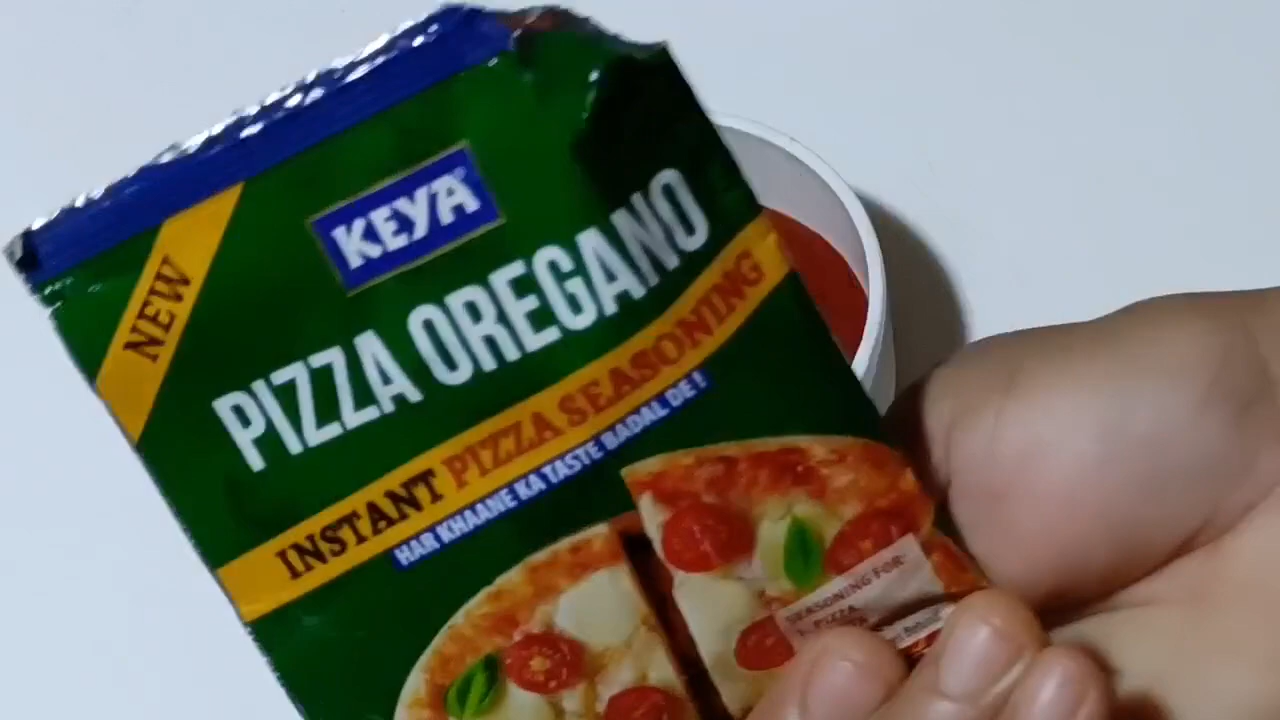 KEYA
NEW
PIZZA OREGANO
INSTANT PIZZA SEASONING
HAR KHAANE KA TASTE BADAL DE !
SEASONING FOR:
PIZZA,